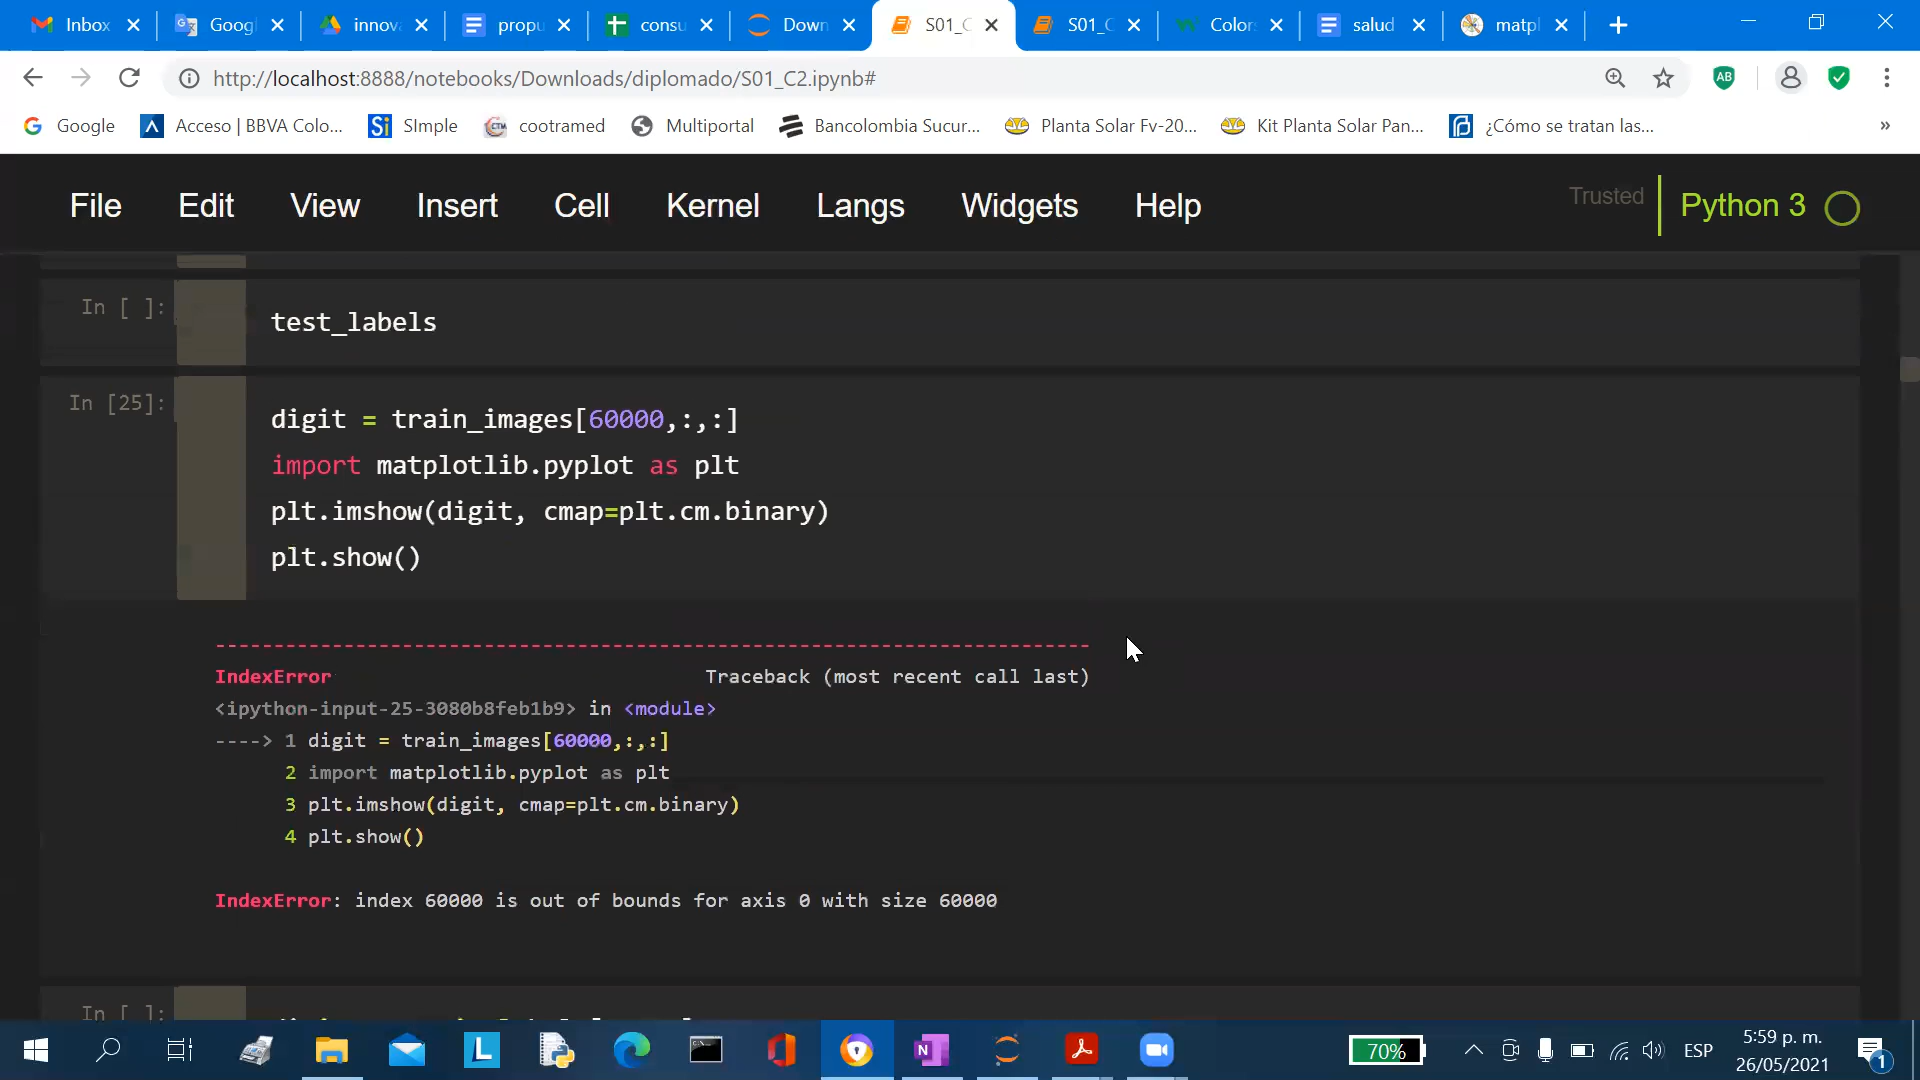 Inbox
Googl
innova
propu
consu
Down
S01_C
S01_C
Color
salud
matpl
http://localhost:8888/notebooks/Downloads/diplomado/S01_C2.ipynb#
AB
Google
Acceso | BBVA Colo...
Si SImple
CTM cootramed
Multiportal
Bancolombia Sucur...
Planta Solar Fv-20...
Kit Planta Solar Pan...
¿Cómo se tratan las...
»
File Edit View Insert Cell Kernel Langs Widgets Help
Trusted
Python 3
In [ ]:
test_labels
In [25]:
digit = train_images[60000,:,:]
import matplotlib.pyplot as plt
plt.imshow(digit, cmap=plt.cm.binary)
plt.show()
---------------------------------------------------------------------------
IndexError Traceback (most recent call last)
<ipython-input-25-3080b8feb1b9> in <module>
----> 1 digit = train_images[60000,:,:]
2 import matplotlib.pyplot as plt
3 plt.imshow(digit, cmap=plt.cm.binary)
4 plt.show()
IndexError: index 60000 is out of bounds for axis 0 with size 60000
In [ ]:
L
N
70%
ESP
5:59 p. m.
26/05/2021
1